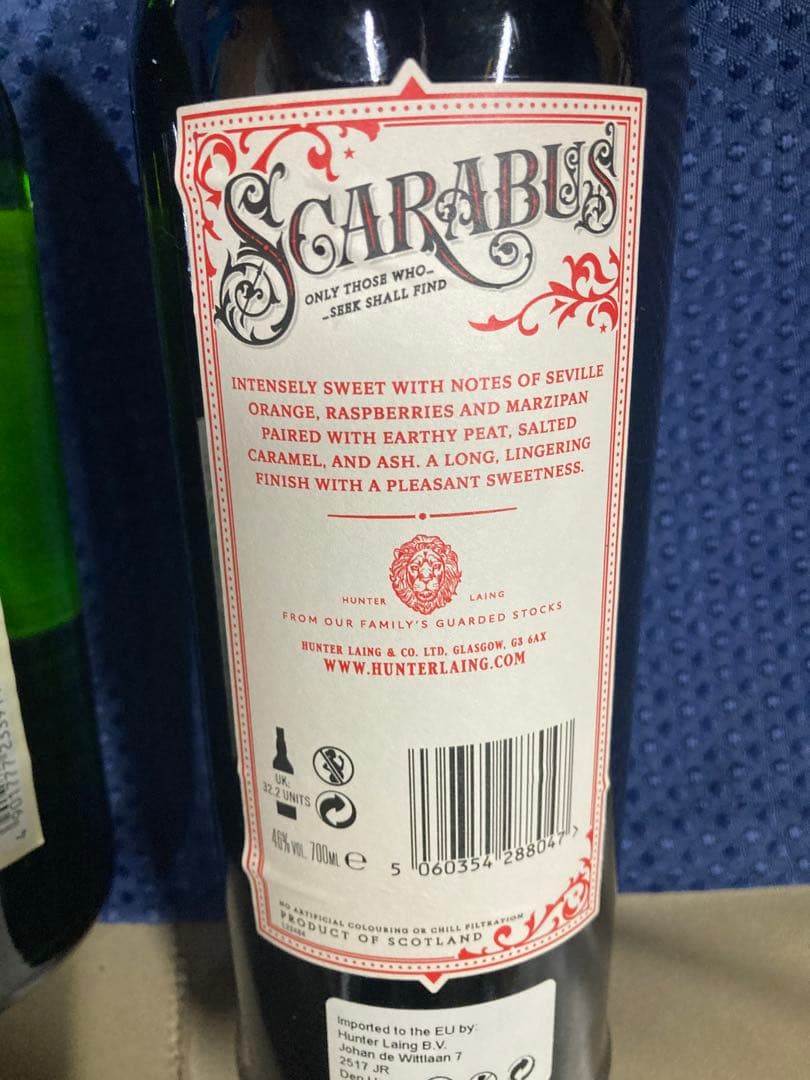 SCARABUS
ONLY THOSE WHO_
_SEEK SHALL FIND
INTENSELY SWEET WITH NOTES OF SEVILLE
ORANGE, RASPBERRIES AND MARZIPAN
PAIRED WITH EARTHY PEAT, SALTED
CARAMEL, AND ASH. A LONG, LINGERING
FINISH WITH A PLEASANT SWEETNESS.
HUNTER LAING
FROM OUR FAMILY'S GUARDED STOCKS
HUNTER LAING & CO. LTD, GLASGOW, G3 6AX
WWW.HUNTERLAING.COM
UK:
32.2 UNITS
46% VOL. 700ML e
5 060354 288047 >
NO ARTIFICIAL COLOURING OR CHILL FILTRATION
PRODUCT OF SCOTLAND
Imported to the EU by:
Hunter Laing B.V.
Johan de Wittlaan 7
2517 JR